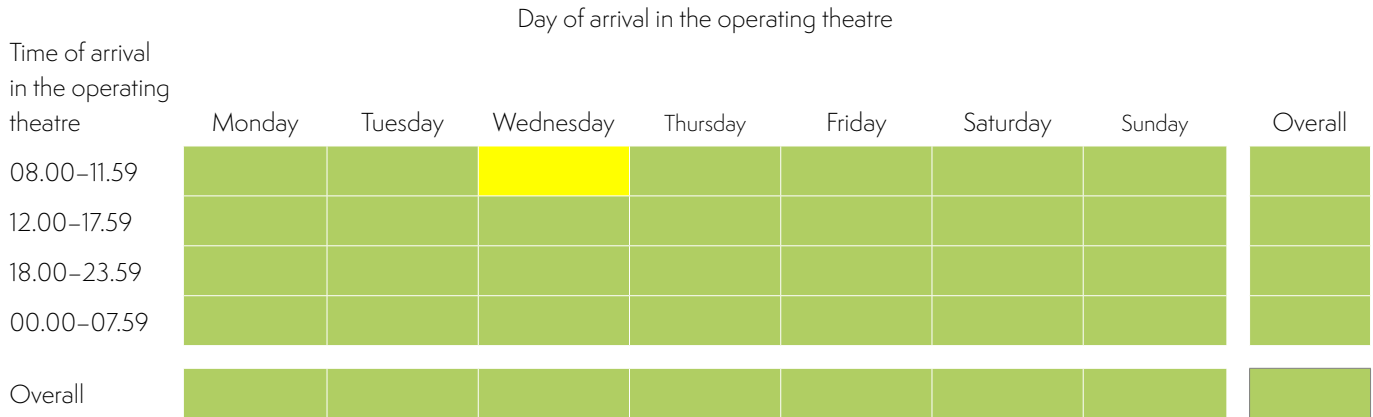 Day of arrival in the operating theatre
Time of arrival
in the operating
theatre Monday Tuesday Wednesday Thursday Friday Saturday Sunday Overall
08.00–11.59
12.00–17.59
18.00–23.59
00.00–07.59
Overall